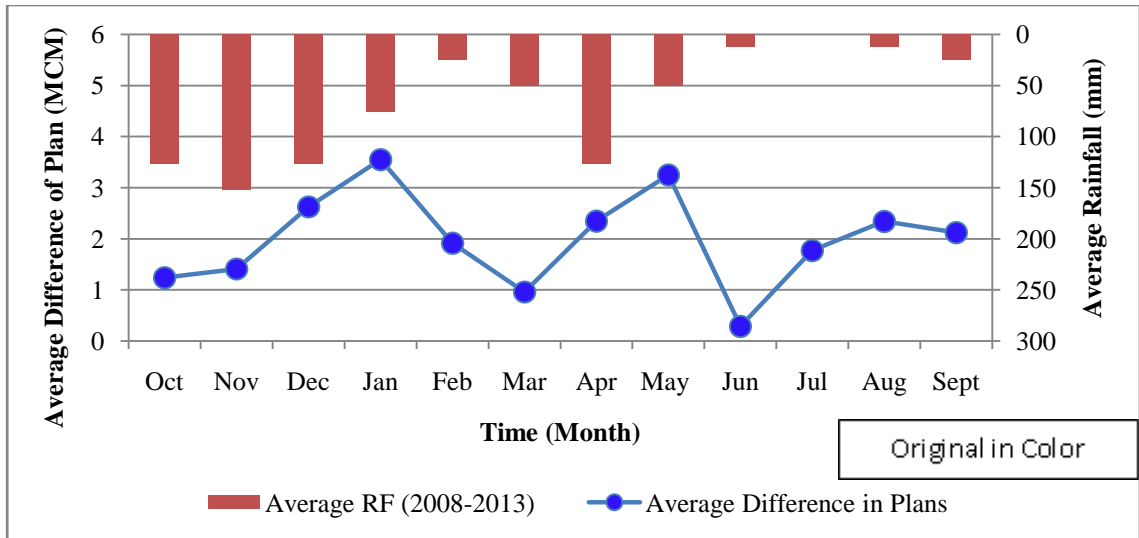 Average Difference of Plan (MCM)
6
5
4
3
2
1
0
0
50
100
150
200
250
300
Average Rainfall (mm)
Oct Nov Dec Jan Feb Mar Apr May Jun Jul Aug Sept
Time (Month)
Original in Color
Average RF (2008-2013) Average Difference in Plans